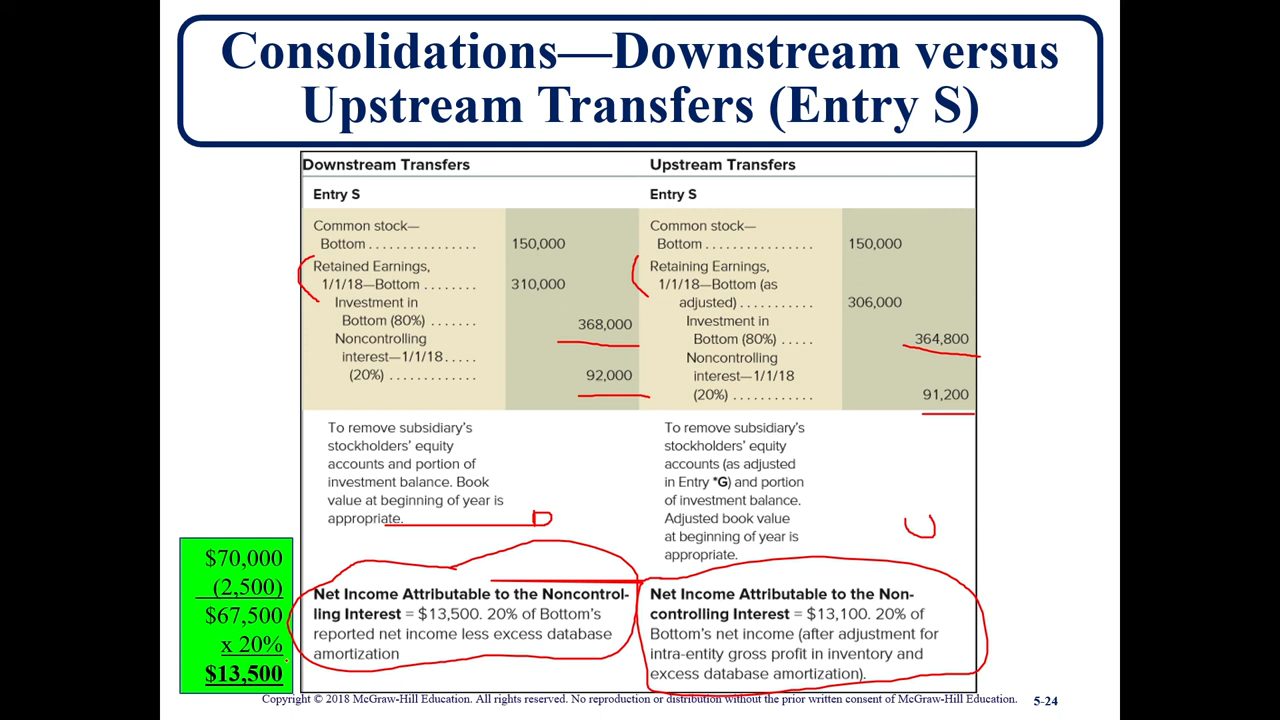 Consolidations—Downstream versus
Upstream Transfers (Entry S)
Downstream Transfers
Entry S
Common stock—
Bottom . . . . . . . . . . . . . . . . 150,000
Retained Earnings,
1/1/18—Bottom . . . . . . . . 310,000
Investment in
Bottom (80%) . . . . . . . 368,000
Noncontrolling
interest—1/1/18 . . . . .
(20%) . . . . . . . . . . . . . 92,000
To remove subsidiary's
stockholders' equity
accounts and portion of
investment balance. Book
value at beginning of year is
appropriate.
D
Net Income Attributable to the Noncontrol-
ling Interest = $13,500. 20% of Bottom's
reported net income less excess database
amortization
Upstream Transfers
Entry S
Common stock—
Bottom . . . . . . . . . . . . . . . . 150,000
Retaining Earnings,
1/1/18—Bottom (as
adjusted) . . . . . . . . . . . 306,000
Investment in
Bottom (80%) . . . . . 364,800
Noncontrolling
interest—1/1/18
(20%) . . . . . . . . . . . . 91,200
To remove subsidiary's
stockholders' equity
accounts (as adjusted
in Entry *G) and portion
of investment balance.
Adjusted book value
at beginning of year is
appropriate.
U
Net Income Attributable to the Non-
controlling Interest = $13,100. 20% of
Bottom's net income (after adjustment for
intra-entity gross profit in inventory and
excess database amortization).
$70,000
(2,500)
$67,500
x 20%
$13,500
Copyright © 2018 McGraw-Hill Education. All rights reserved. No reproduction or distribution without the prior written consent of McGraw-Hill Education. 5-24